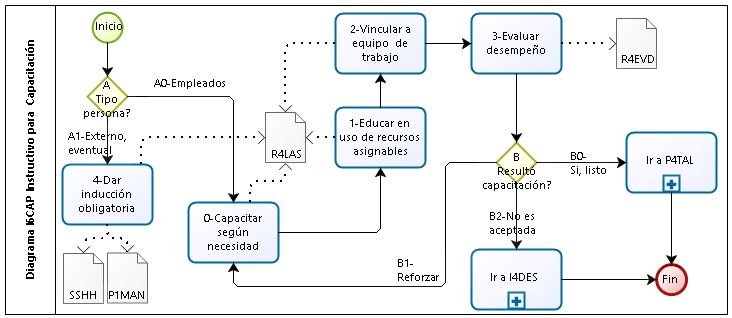 Diagrama I6CAP Instructivo para Capacitación
Inicio
A
Tipo
persona?
A0-Empleados
A1-Externo,
eventual
4-Dar
inducción
obligatoria
SSHH
P1MAN
0-Capacitar
según
necesidad
R4LAS
1-Educar en
uso de recursos
asignables
2-Vincular a
equipo de
trabajo
3-Evaluar
desempeño
R4EVD
B
Resultó
capacitación?
B0-
Si, listo
Ir a P4TAL
B1-
Reforzar
B2-No es
aceptada
Ir a I4DES
Fin